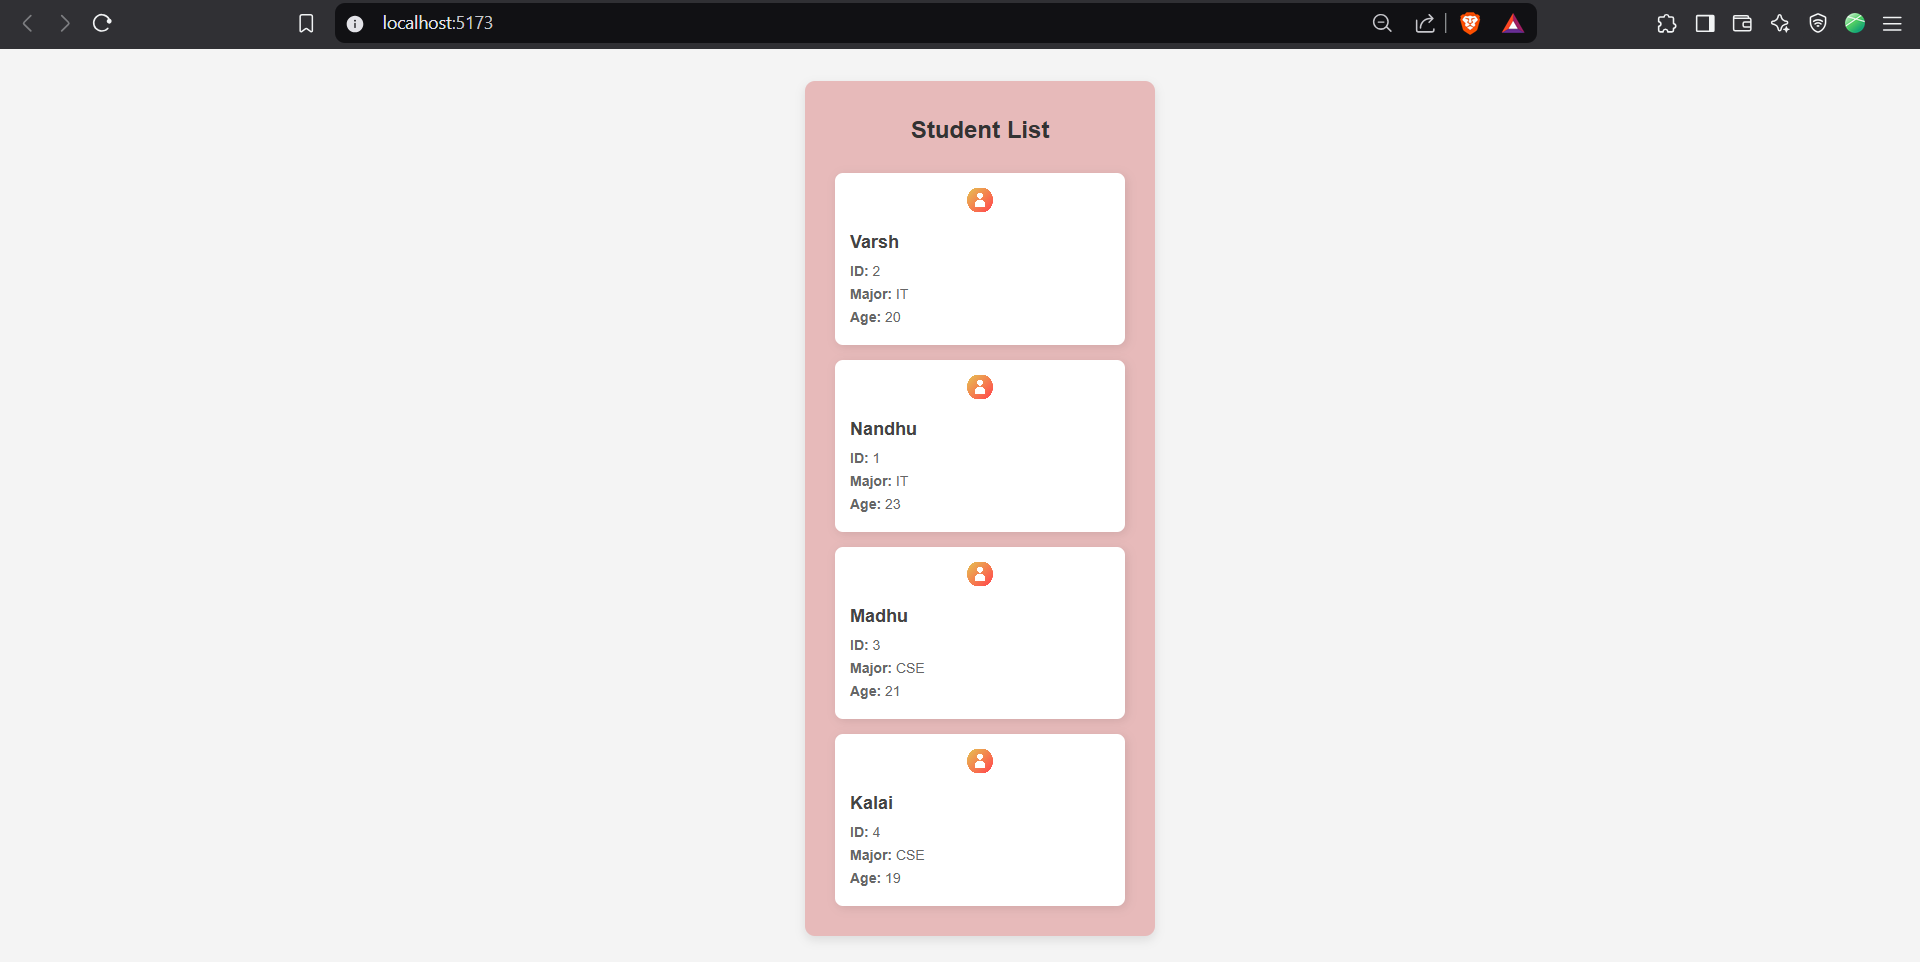 localhost:5173
Student List
Varsh
ID: 2
Major: IT
Age: 20
Nandhu
ID: 1
Major: IT
Age: 23
Madhu
ID: 3
Major: CSE
Age: 21
Kalai
ID: 4
Major: CSE
Age: 19